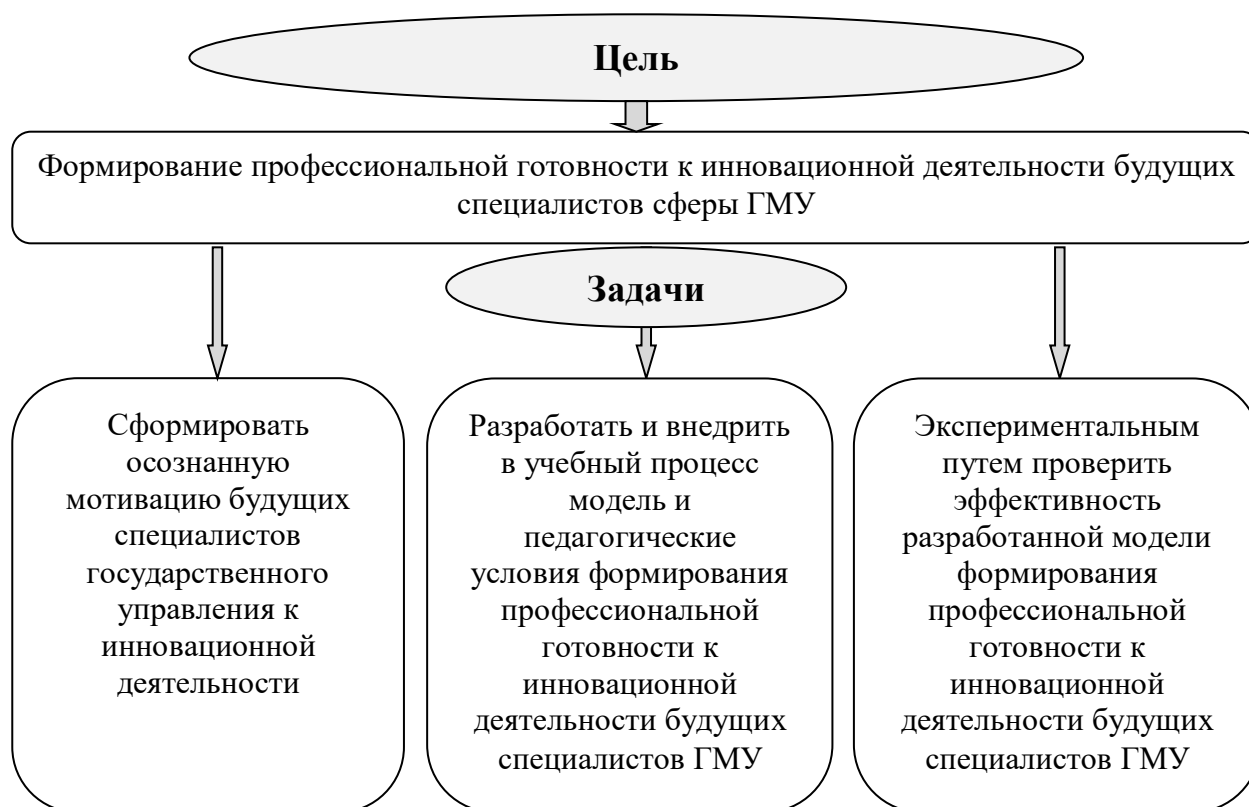 Цель
Формирование профессиональной готовности к инновационной деятельности будущих
специалистов сферы ГМУ
Задачи
Сформировать
осознанную
мотивацию будущих
специалистов
государственного
управления к
инновационной
деятельности
Разработать и внедрить
в учебный процесс
модель и
педагогические
условия формирования
профессиональной
готовности к
инновационной
деятельности будущих
специалистов ГМУ
Экспериментальным
путем проверить
эффективность
разработанной модели
формирования
профессиональной
готовности к
инновационной
деятельности будущих
специалистов ГМУ